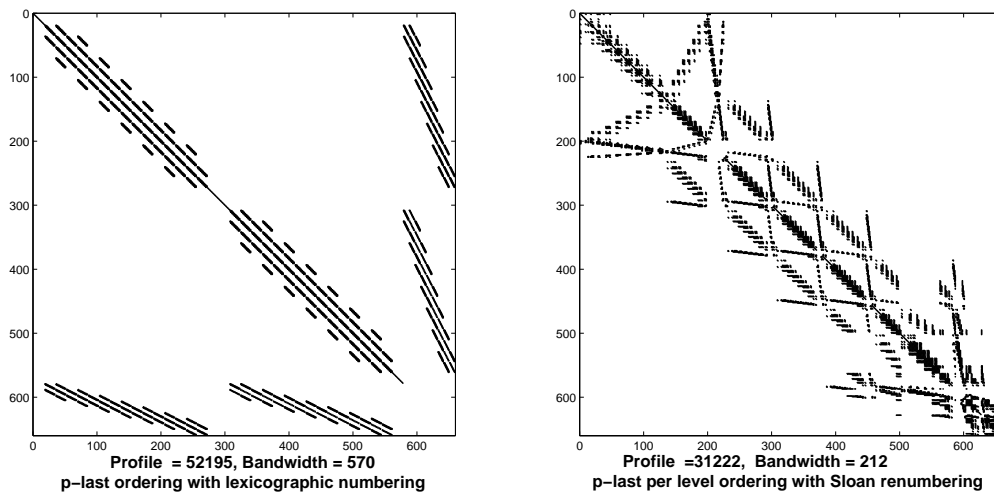 0
100
200
300
400
500
600
0 100 200 300 400 500 600
Profile = 52195, Bandwidth = 570
p−last ordering with lexicographic numbering
0
100
200
300
400
500
600
0 100 200 300 400 500 600
Profile =31222, Bandwidth = 212
p−last per level ordering with Sloan renumbering